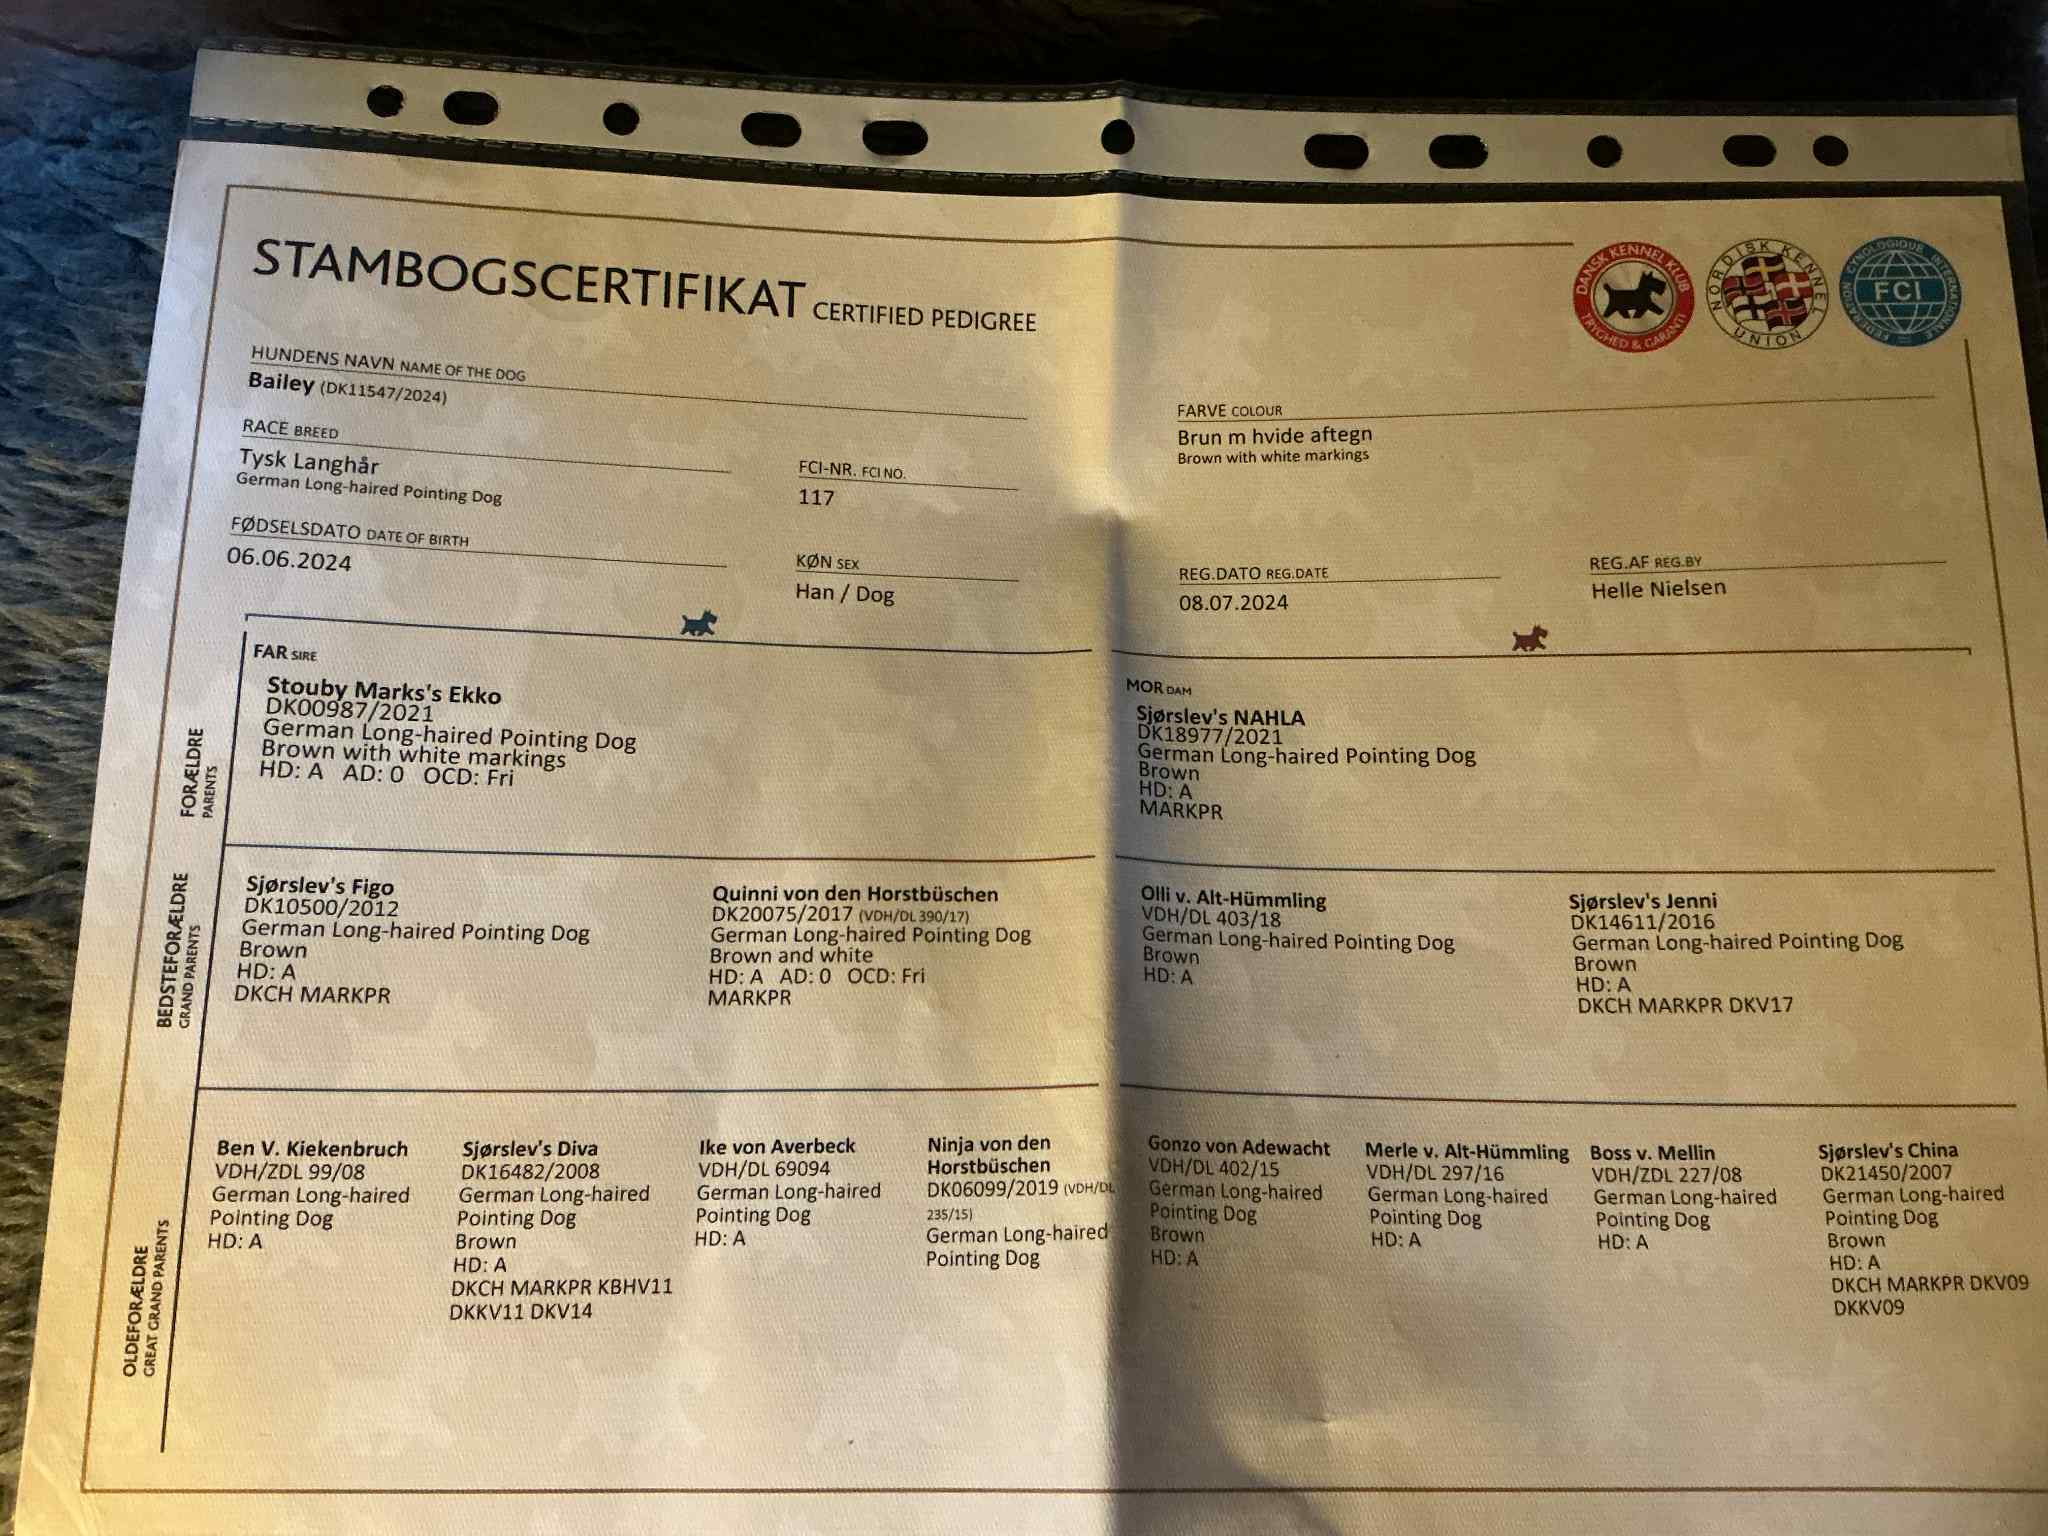 STAMBOGSCERTIFIKAT CERTIFIED PEDIGREE
DANSK KENNEL KLUB
TRYGHED & GARANTI
NORDISK KENNEL UNION
FEDERATION CYNOLOGIQUE INTERNATIONALE
FCI
HUNDENS NAVN NAME OF THE DOG
Bailey (DK11547/2024)
FARVE COLOUR
Brun m hvide aftegn
Brown with white markings
RACE BREED
Tysk Langhår
German Long-haired Pointing Dog
FCI-NR. FCI NO.
117
FØDSELSDATO DATE OF BIRTH
06.06.2024
KØN SEX
Han / Dog
REG.DATO REG.DATE
08.07.2024
REG.AF REG.BY
Helle Nielsen
FORÆLDRE
PARENTS
FAR SIRE
Stouby Marks's Ekko
DK00987/2021
German Long-haired Pointing Dog
Brown with white markings
HD: A AD: 0 OCD: Fri
MOR DAM
Sjørslev's NAHLA
DK18977/2021
German Long-haired Pointing Dog
Brown
HD: A
MARKPR
BEDSTEFORÆLDRE
GRAND PARENTS
Sjørslev's Figo
DK10500/2012
German Long-haired Pointing Dog
Brown
HD: A
DKCH MARKPR
Quinni von den Horstbüschen
DK20075/2017 (VDH/DL 390/17)
German Long-haired Pointing Dog
Brown and white
HD: A AD: 0 OCD: Fri
MARKPR
Olli v. Alt-Hümmling
VDH/DL 403/18
German Long-haired Pointing Dog
Brown
HD: A
Sjørslev's Jenni
DK14611/2016
German Long-haired Pointing Dog
Brown
HD: A
DKCH MARKPR DKV17
OLDEFORÆLDRE
GREAT GRAND PARENTS
Ben V. Kiekenbruch
VDH/ZDL 99/08
German Long-haired
Pointing Dog
HD: A
Sjørslev's Diva
DK16482/2008
German Long-haired
Pointing Dog
Brown
HD: A
DKCH MARKPR KBHV11
DKKV11 DKV14
Ike von Averbeck
VDH/DL 69094
German Long-haired
Pointing Dog
HD: A
Ninja von den
Horstbüschen
DK06099/2019 (VDH/DL
235/15)
German Long-haired
Pointing Dog
Gonzo von Adewacht
VDH/DL 402/15
German Long-haired
Pointing Dog
Brown
HD: A
Merle v. Alt-Hümmling
VDH/DL 297/16
German Long-haired
Pointing Dog
HD: A
Boss v. Mellin
VDH/ZDL 227/08
German Long-haired
Pointing Dog
HD: A
Sjørslev's China
DK21450/2007
German Long-haired
Pointing Dog
Brown
HD: A
DKCH MARKPR DKV09
DKKV09